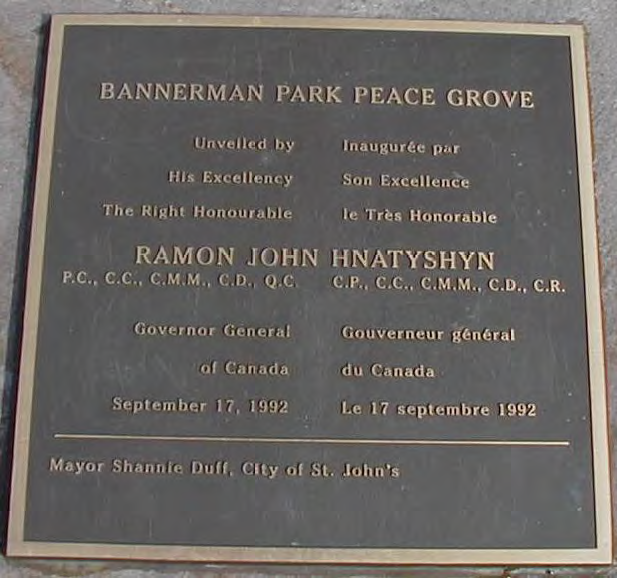 BANNERMAN PARK PEACE GROVE
Unveiled by Inaugurée par
His Excellency Son Excellence
The Right Honourable le Très Honorable
RAMON JOHN HNATYSHYN
P.C., C.C., C.M.M., C.D., Q.C. C.P., C.C., C.M.M., C.D., C.R.
Governor General Gouverneur général
of Canada du Canada
September 17, 1992 Le 17 septembre 1992
Mayor Shannie Duff, City of St. John's